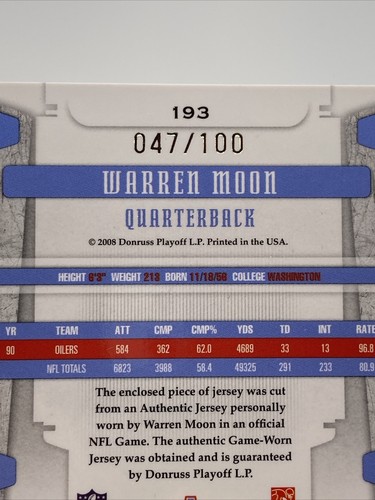 193
047/100
WARREN MOON
QUARTERBACK
© 2008 Donruss Playoff L.P. Printed in the USA.
HEIGHT 6'3" WEIGHT 213 BORN 11/18/56 COLLEGE WASHINGTON
YR TEAM ATT CMP CMP% YDS TD INT RATE
90 OILERS 584 362 62.0 4689 33 13 96.8
NFL TOTALS 6823 3988 58.4 49325 291 233 80.9
The enclosed piece of jersey was cut
from an Authentic Jersey personally
worn by Warren Moon in an official
NFL Game. The authentic Game-Worn
Jersey was obtained and is guaranteed
by Donruss Playoff L.P.